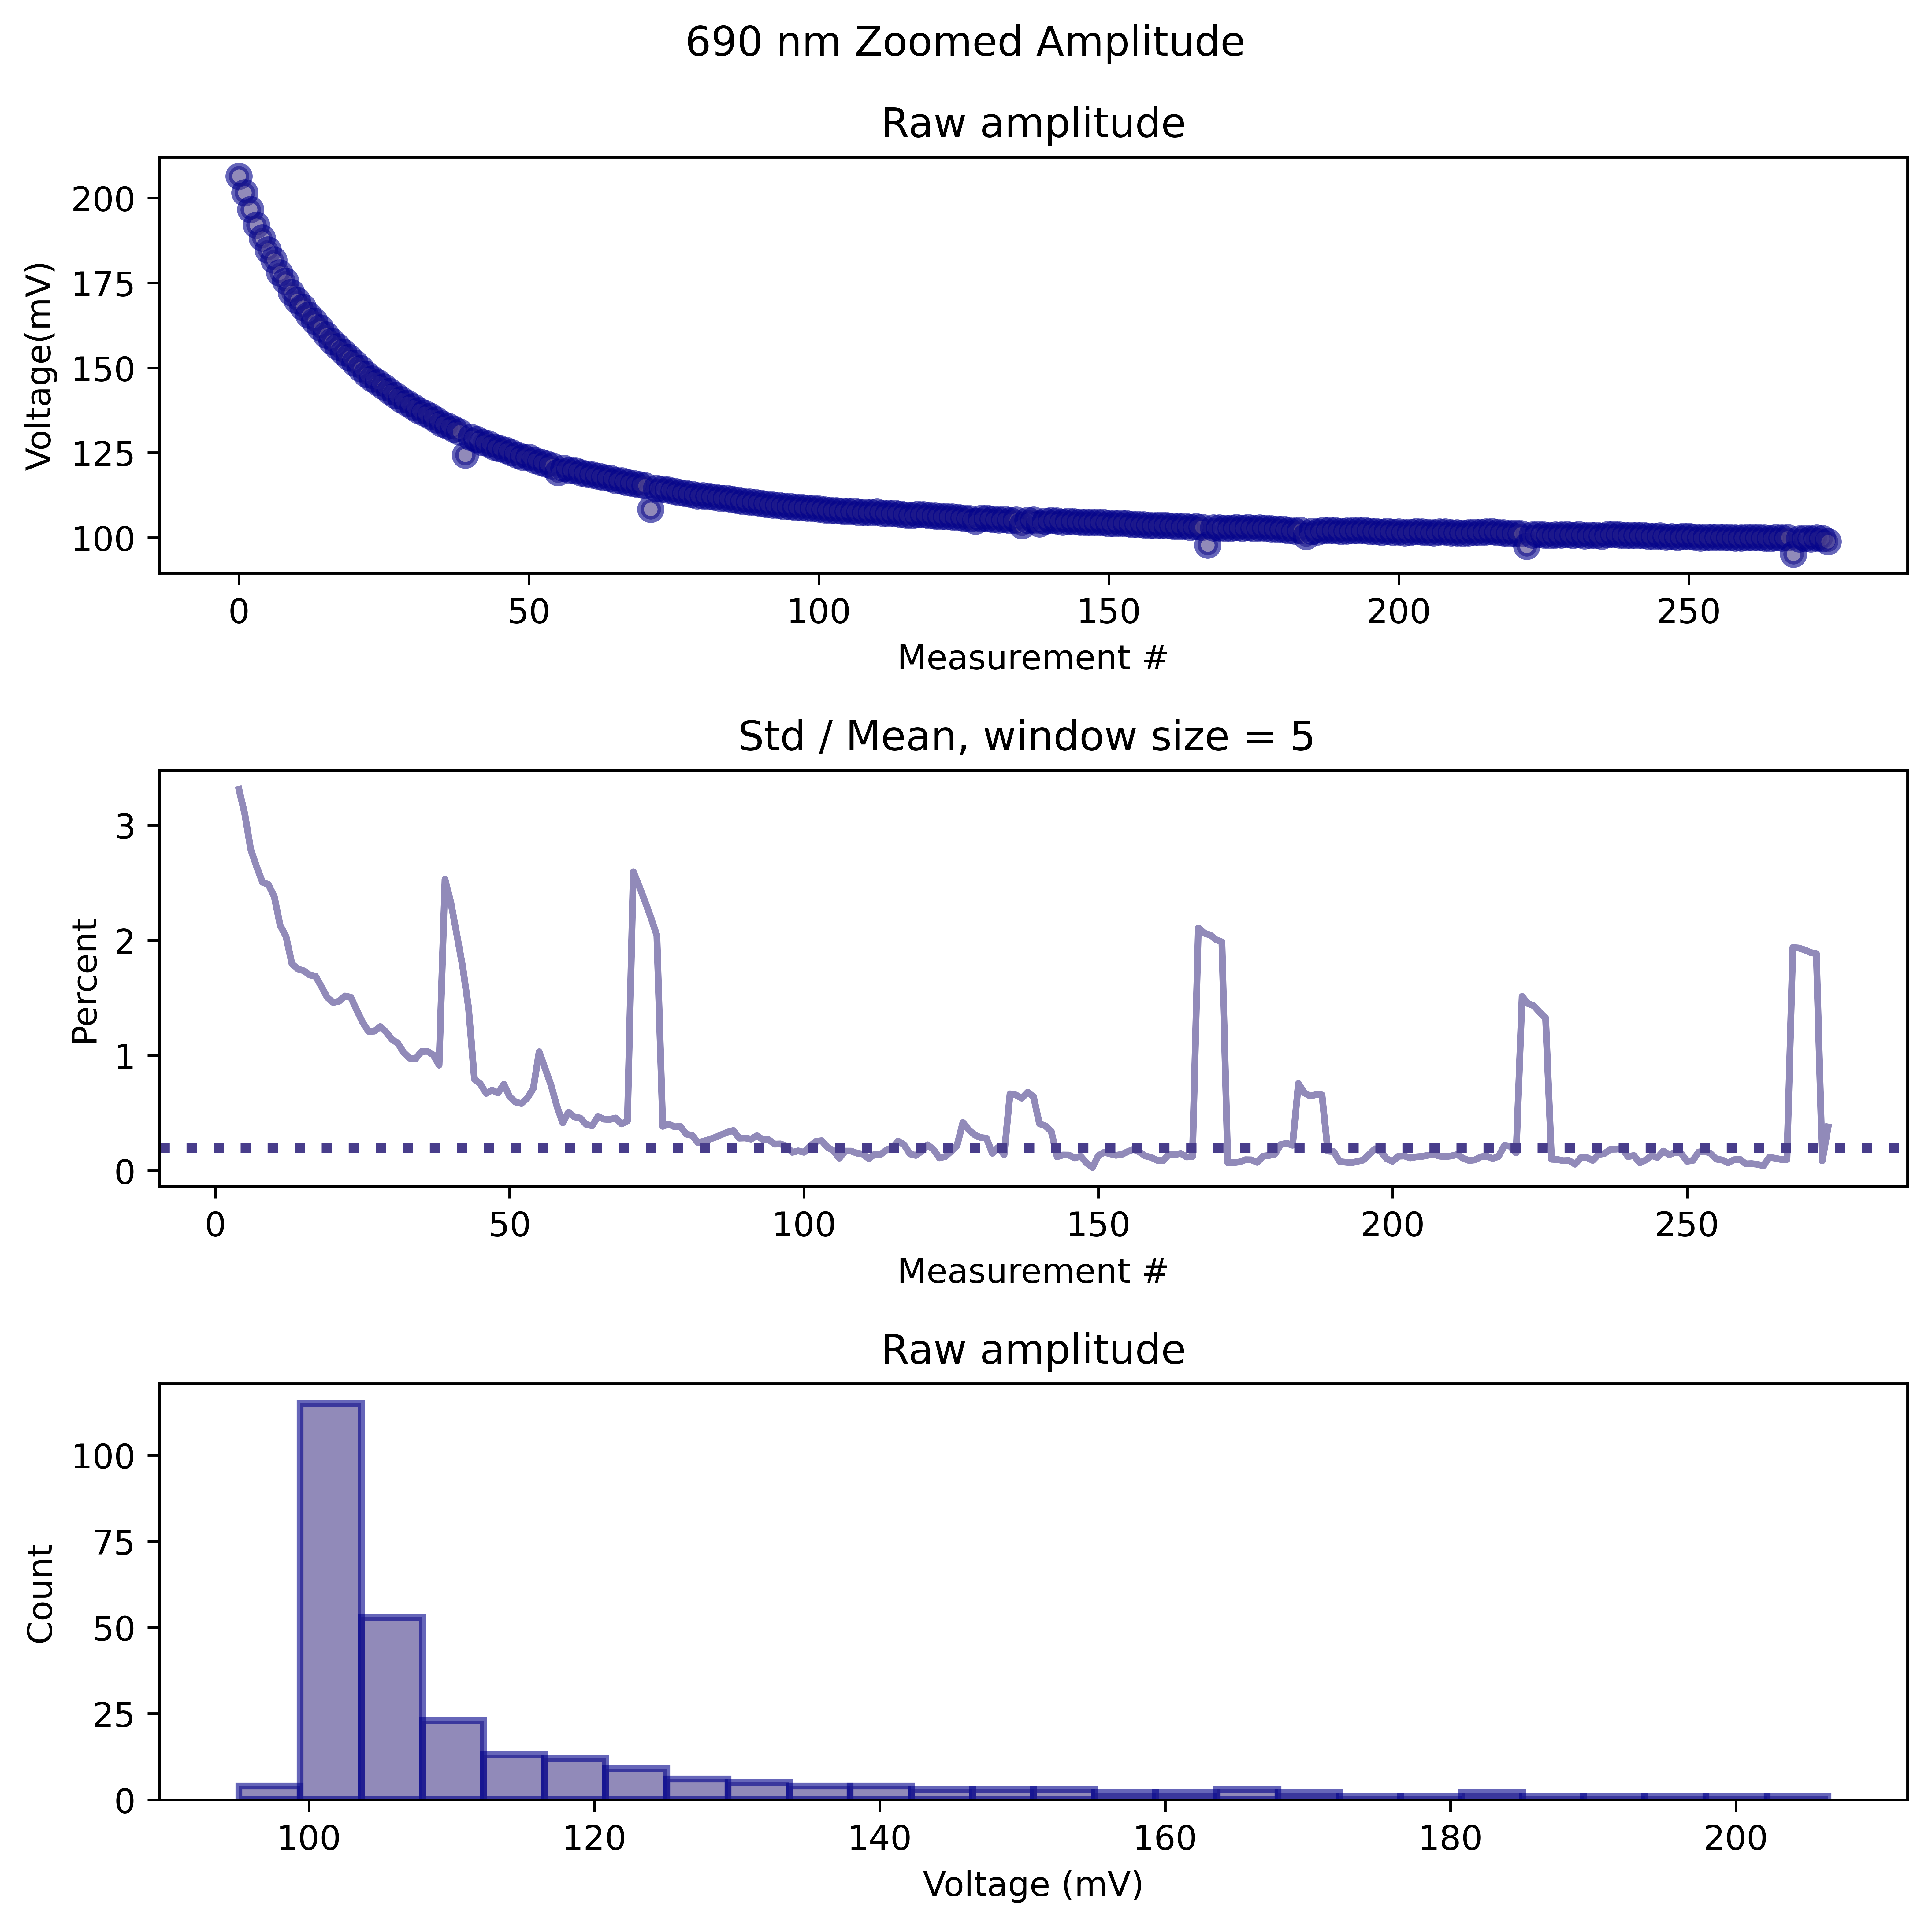 690 nm Zoomed Amplitude
Raw amplitude
200
175
150
125
100
Voltage(mV)
0 50 100 150 200 250
Measurement #
Std / Mean, window size = 5
3
2
1
0
Percent
0 50 100 150 200 250
Measurement #
Raw amplitude
100
75
50
25
0
Count
100 120 140 160 180 200
Voltage (mV)